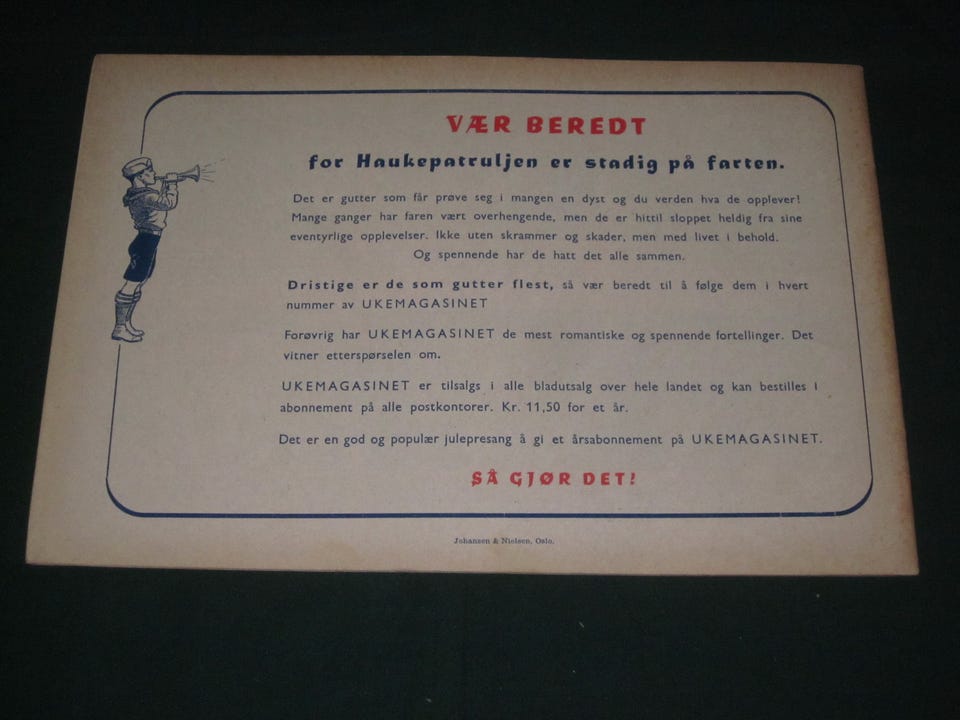 VÆR BEREDT
for Haukepatruljen er stadig på farten.
Det er gutter som får prøve seg i mangen en dyst og du verden hva de opplever!
Mange ganger har faren vært overhengende, men de er hittil sloppet heldig fra sine
eventyrlige opplevelser. Ikke uten skrammer og skader, men med livet i behold.
Og spennende har de hatt det alle sammen.
Dristige er de som gutter flest, så vær beredt til å følge dem i hvert
nummer av UKEMAGASINET
Forøvrig har UKEMAGASINET de mest romantiske og spennende fortellinger. Det
vitner etterspørselen om.
UKEMAGASINET er tilsalgs i alle bladutsalg over hele landet og kan bestilles i
abonnement på alle postkontorer. Kr. 11,50 for et år.
Det er en god og populær julepresang å gi et årsabonnement på UKEMAGASINET.
SÅ GJØR DET!
Johansen & Nielsen, Oslo.